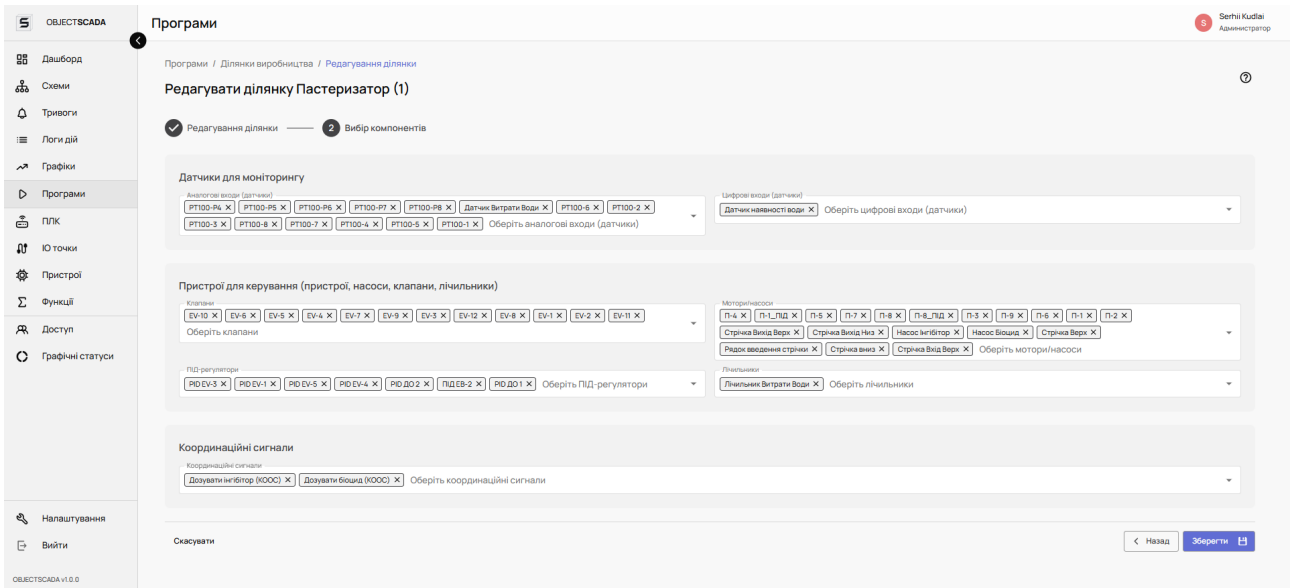 OBJECTSCADA
Програми
S
Serhii Kudlai
Администратор
Дашборд
Схеми
Тривоги
Логи дій
Графіки
Програми
ПЛК
IO точки
Пристрої
Функції
Доступ
Графічні статуси
Налаштування
Вийти
OBJECTSCADA v1.0.0
Програми / Ділянки виробництва / Редагування ділянки
Редагувати ділянку Пастеризатор (1)
Редагування ділянки 2 Вибір компонентів
Датчики для моніторингу
Аналогові входи (датчики)
PT100-P4 X PT100-P5 X PT100-P6 X PT100-P7 X PT100-P8 X Датчик Витрати Води X PT100-6 X PT100-2 X
PT100-3 X PT100-8 X PT100-7 X PT100-4 X PT100-5 X PT100-1 X Оберіть аналогові входи (датчики)
Цифрові входи (датчики)
Датчик наявності води X Оберіть цифрові входи (датчики)
Пристрої для керування (пристрої, насоси, клапани, лічильники)
Клапани
EV-10 X EV-6 X EV-5 X EV-4 X EV-7 X EV-9 X EV-3 X EV-12 X EV-8 X EV-1 X EV-2 X EV-11 X
Оберіть клапани
Мотори/насоси
П-4 X П-1_ПІД X П-5 X П-7 X П-8 X П-8_ПІД X П-3 X П-9 X П-6 X П-1 X П-2 X
Стрічка Вихід Верх X Стрічка Вихід Низ X Насос Інгібітор X Насос Біоцид X Стрічка Верх X
Рядок введення стрічки X Стрічка вниз X Стрічка Вхід Верх X Оберіть мотори/насоси
ПІД-регулятори
PID EV-3 X PID EV-1 X PID EV-5 X PID EV-4 X PID ДО 2 X ПІД ЕВ-2 X PID ДО 1 X Оберіть ПІД-регулятори
Лічильники
Лічильник Витрати Води X Оберіть лічильники
Координаційні сигнали
Координаційні сигнали
Дозувати інгібітор (КООС) X Дозувати біоцид (КООС) X Оберіть координаційні сигнали
Скасувати
Назад
Зберегти